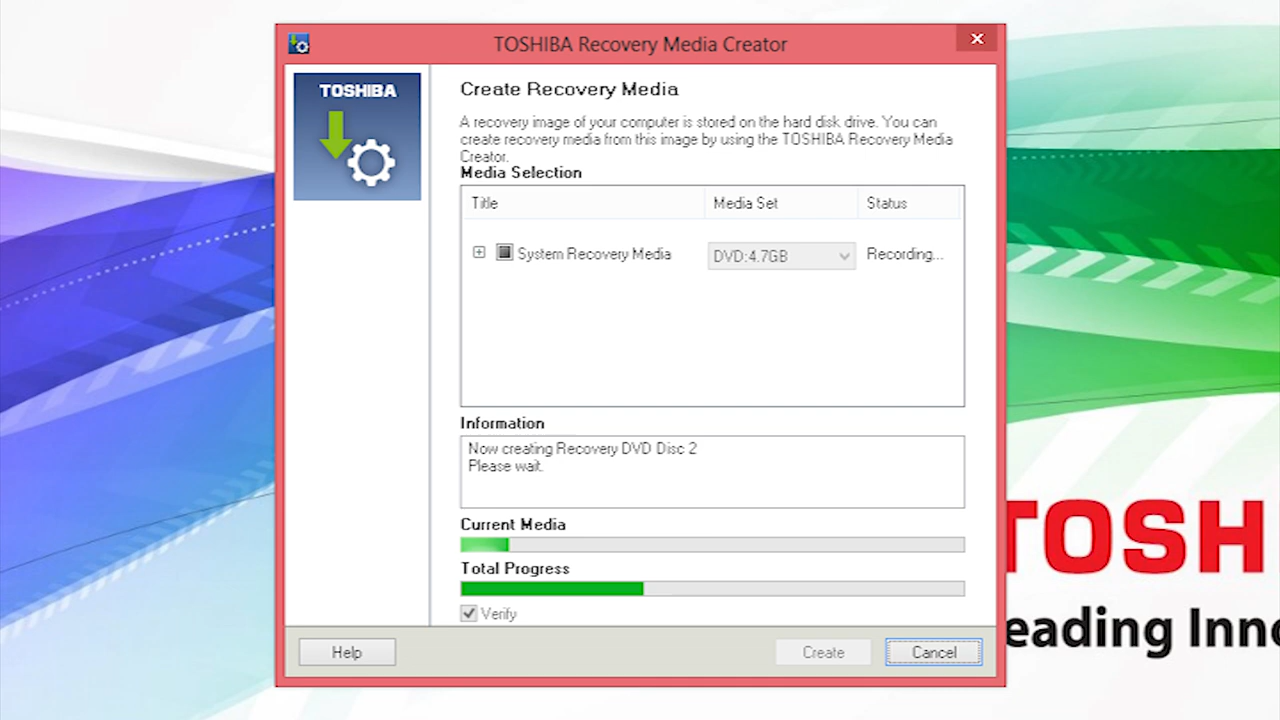 TOSHIBA Recovery Media Creator
TOSHIBA
Create Recovery Media
A recovery image of your computer is stored on the hard disk drive. You can
create recovery media from this image by using the TOSHIBA Recovery Media
Creator.
Media Selection
Title Media Set Status
System Recovery Media DVD:4.7GB Recording...
Information
Now creating Recovery DVD Disc 2
Please wait.
Current Media
Total Progress
Verify
Help Create Cancel
TOSH
eading Inno